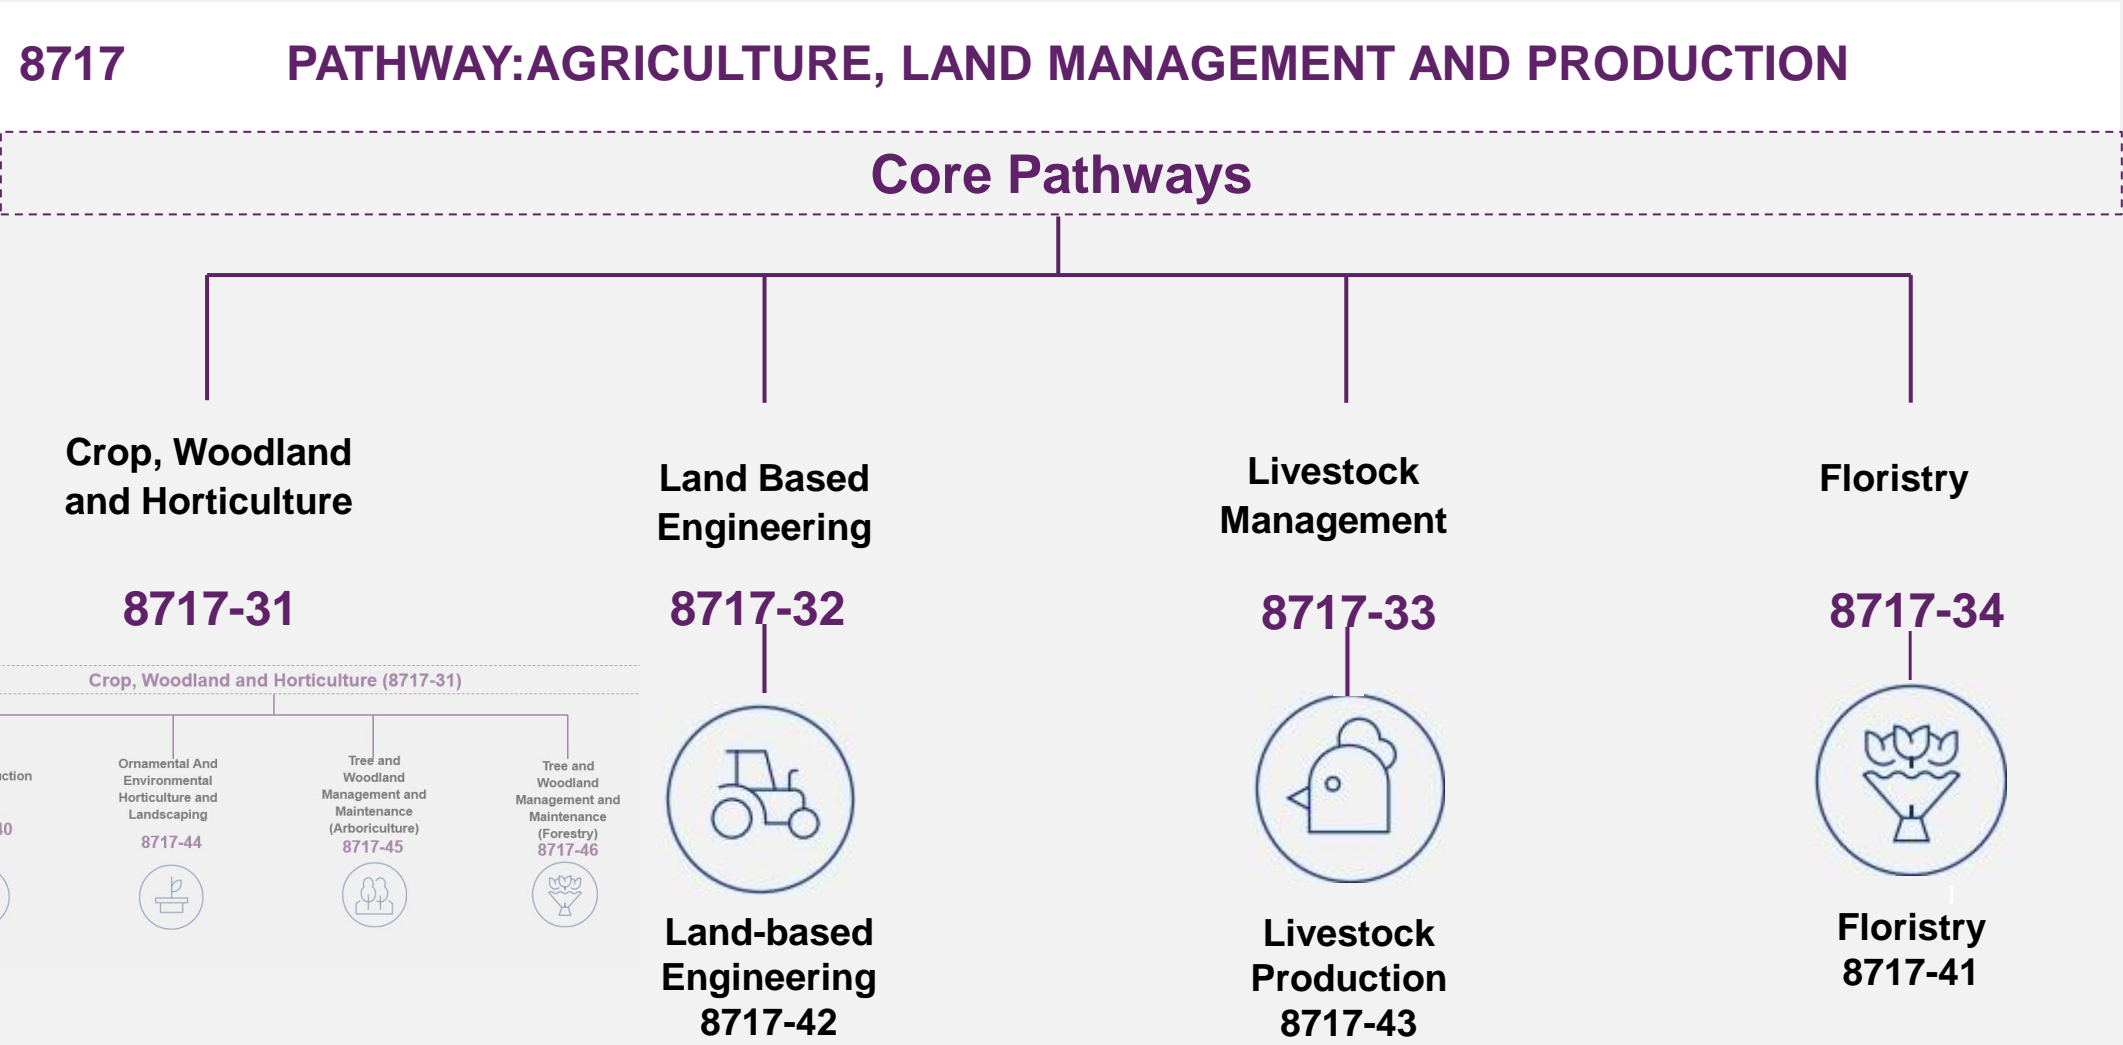 8717
PATHWAY:AGRICULTURE, LAND MANAGEMENT AND PRODUCTION
Core Pathways
Crop, Woodland
and Horticulture
8717-31
Land Based
Engineering
8717-32
Livestock
Management
8717-33
Floristry
8717-34
Crop, Woodland and Horticulture (8717-31)
Ornamental And
Environmental
Horticulture and
Landscaping
8717-44
Tree and
Woodland
Management and
Maintenance
(Arboriculture)
8717-45
Tree and
Woodland
Management and
Maintenance
(Forestry)
8717-46
Land-based
Engineering
8717-42
Livestock
Production
8717-43
Floristry
8717-41